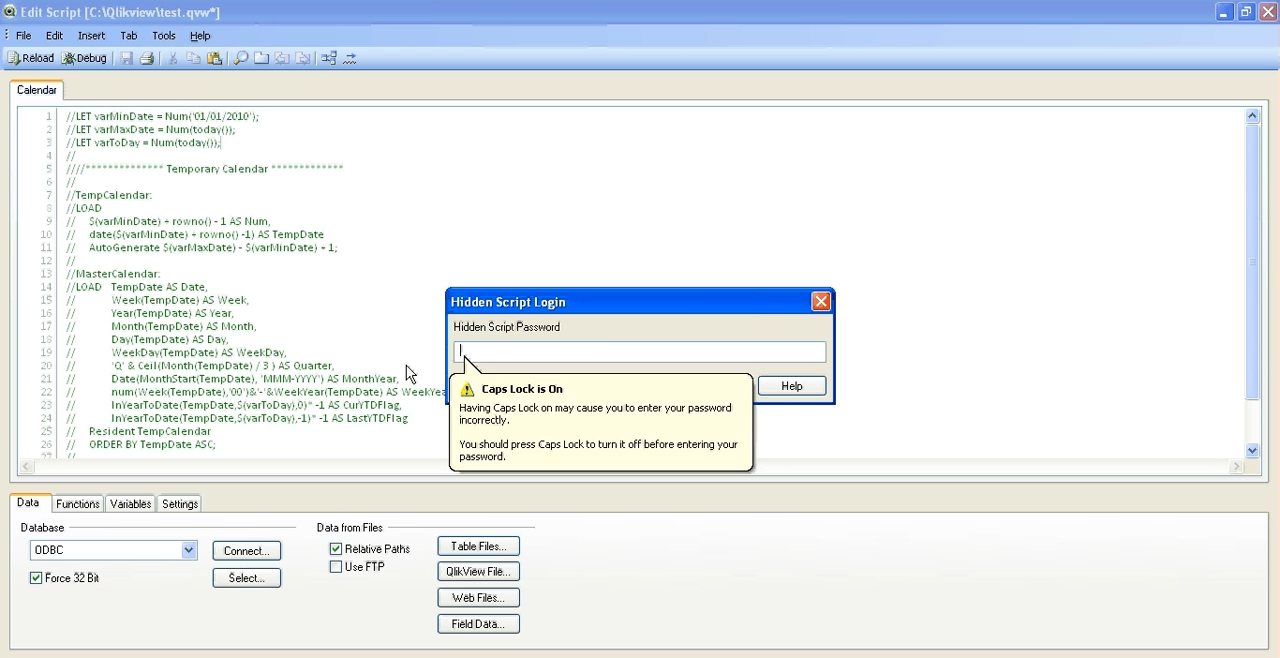 Edit Script [C:\Qlikview\test.qvw*]
File Edit Insert Tab Tools Help
Reload Debug
Calendar
1 //LET varMinDate = Num('01/01/2010');
2 //LET varMaxDate = Num(today());
3 //LET varToDay = Num(today());
4 //
5 ////************** Temporary Calendar *************
6 //
7 //TempCalendar:
8 //LOAD
9 // $(varMinDate) + rowno() - 1 AS Num,
10 // date($(varMinDate) + rowno() -1) AS TempDate
11 // AutoGenerate $(varMaxDate) - $(varMinDate) + 1;
12 //
13 //MasterCalendar:
14 //LOAD TempDate AS Date,
15 // Week(TempDate) AS Week,
16 // Year(TempDate) AS Year,
17 // Month(TempDate) AS Month,
18 // Day(TempDate) AS Day,
19 // WeekDay(TempDate) AS WeekDay,
20 // 'Q' & Ceil(Month(TempDate) / 3 ) AS Quarter,
21 // Date(MonthStart(TempDate), 'MMM-YYYY') AS MonthYear,
22 // num(Week(TempDate),'00')&'-'&WeekYear(TempDate) AS WeekYea
23 // InYearToDate(TempDate,$(varToDay),0)* -1 AS CurYTDFlag,
24 // InYearToDate(TempDate,$(varToDay),-1)* -1 AS LastYTDFlag
25 // Resident TempCalendar
26 // ORDER BY TempDate ASC;
27 //
Hidden Script Login
Hidden Script Password
Help
Caps Lock is On
Having Caps Lock on may cause you to enter your password
incorrectly.
You should press Caps Lock to turn it off before entering your
password.
Data Functions Variables Settings
Database
ODBC
Connect...
Force 32 Bit
Select...
Data from Files
Relative Paths
Use FTP
Table Files...
QlikView File...
Web Files...
Field Data...